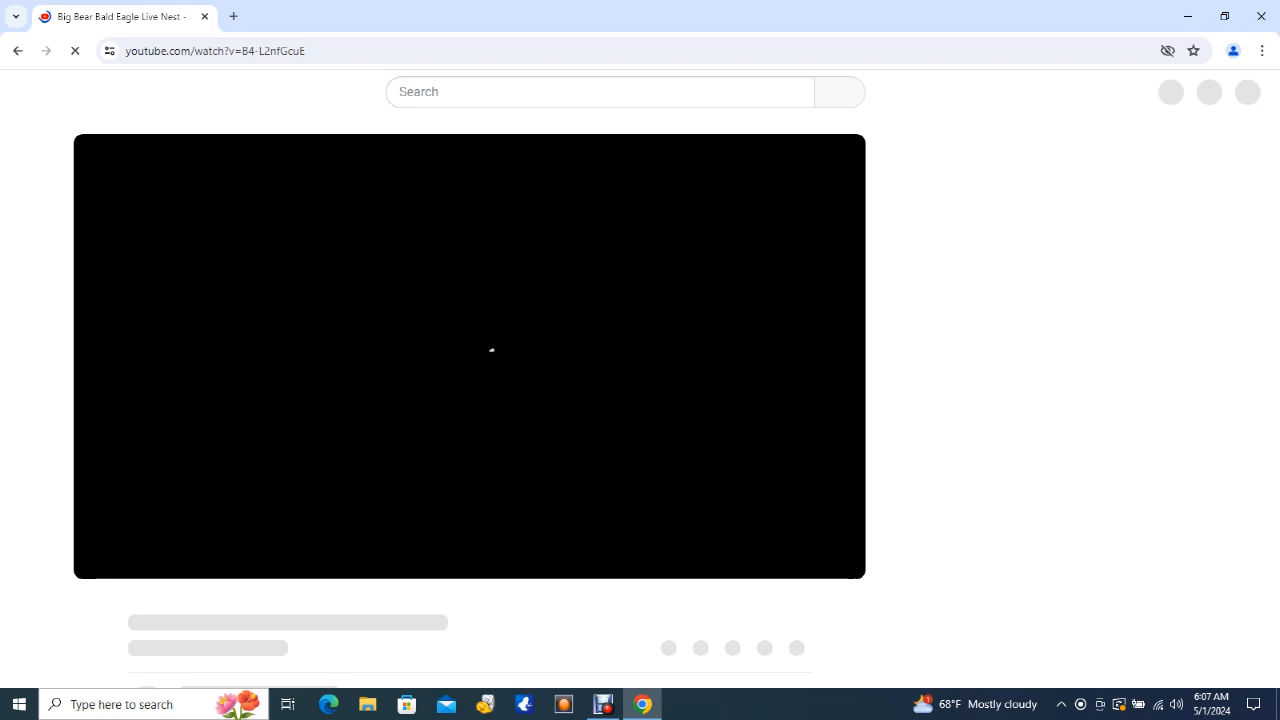 Big Bear Bald Eagle Live Nest -
youtube.com/watch?v=B4-L2nfGcuE
Search
Type here to search
1
68°F Mostly cloudy
6:07 AM
5/1/2024